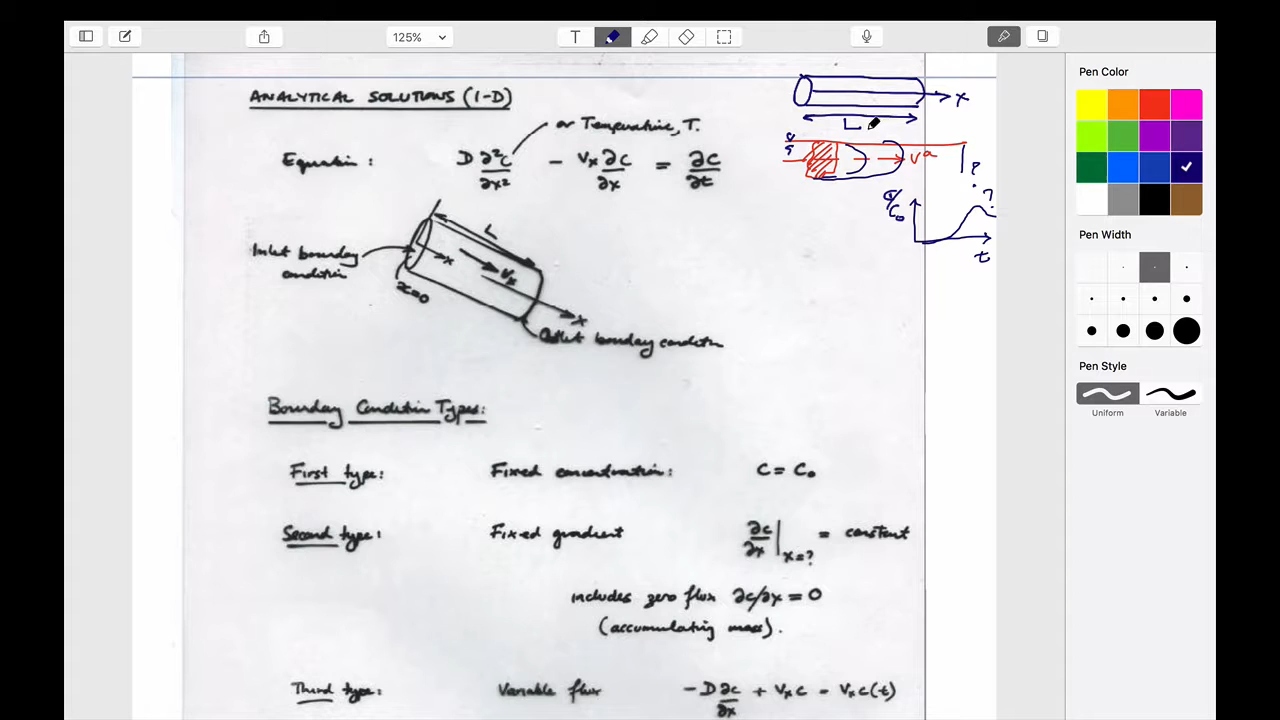 125%
T
ANALYTICAL SOLUTIONS (1-D)
or Temperature, T.
Equation: D ∂²c/∂x² - Vx ∂c/∂x = ∂c/∂t
x
L
Va
?
?
C/C₀
t
Inlet boundary
condition
L
x
Vx
x=0
x
Outlet boundary condition
Boundary Condition Types:
First type: Fixed concentration: C = C₀
Second type: Fixed gradient ∂c/∂x|x=? = constant
includes zero flux ∂c/∂x = 0
(accumulating mass).
Third type: Variable flux -D ∂c/∂x + Vx C = Vx C(t)
Pen Color
Pen Width
Pen Style
Uniform
Variable